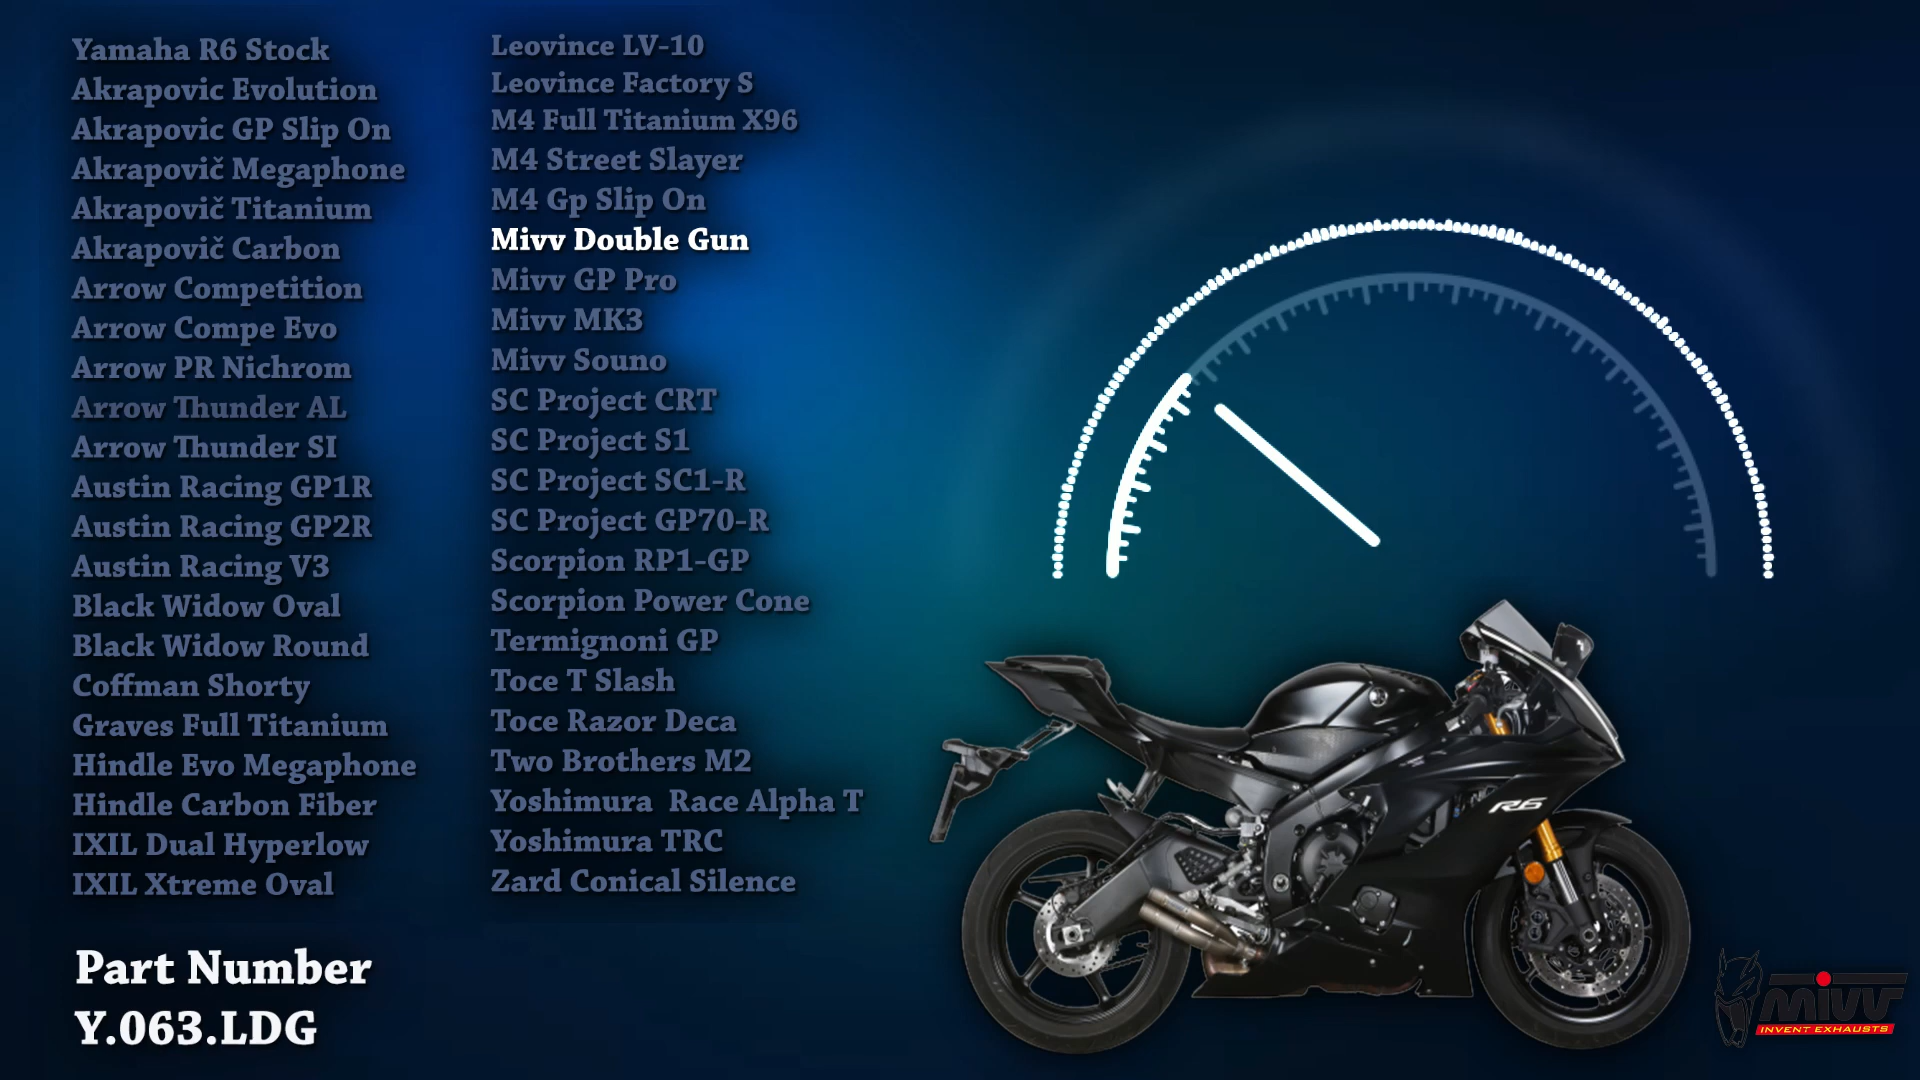 Yamaha R6 Stock
Akrapovic Evolution
Akrapovic GP Slip On
Akrapovič Megaphone
Akrapovič Titanium
Akrapovič Carbon
Arrow Competition
Arrow Compe Evo
Arrow PR Nichrom
Arrow Thunder AL
Arrow Thunder SI
Austin Racing GP1R
Austin Racing GP2R
Austin Racing V3
Black Widow Oval
Black Widow Round
Coffman Shorty
Graves Full Titanium
Hindle Evo Megaphone
Hindle Carbon Fiber
IXIL Dual Hyperlow
IXIL Xtreme Oval
Leovince LV-10
Leovince Factory S
M4 Full Titanium X96
M4 Street Slayer
M4 Gp Slip On
Mivv Double Gun
Mivv GP Pro
Mivv MK3
Mivv Souno
SC Project CRT
SC Project S1
SC Project SC1-R
SC Project GP70-R
Scorpion RP1-GP
Scorpion Power Cone
Termignoni GP
Toce T Slash
Toce Razor Deca
Two Brothers M2
Yoshimura  Race Alpha T
Yoshimura TRC
Zard Conical Silence
Part Number
Y.063.LDG
R6
mivv
INVENT EXHAUSTS